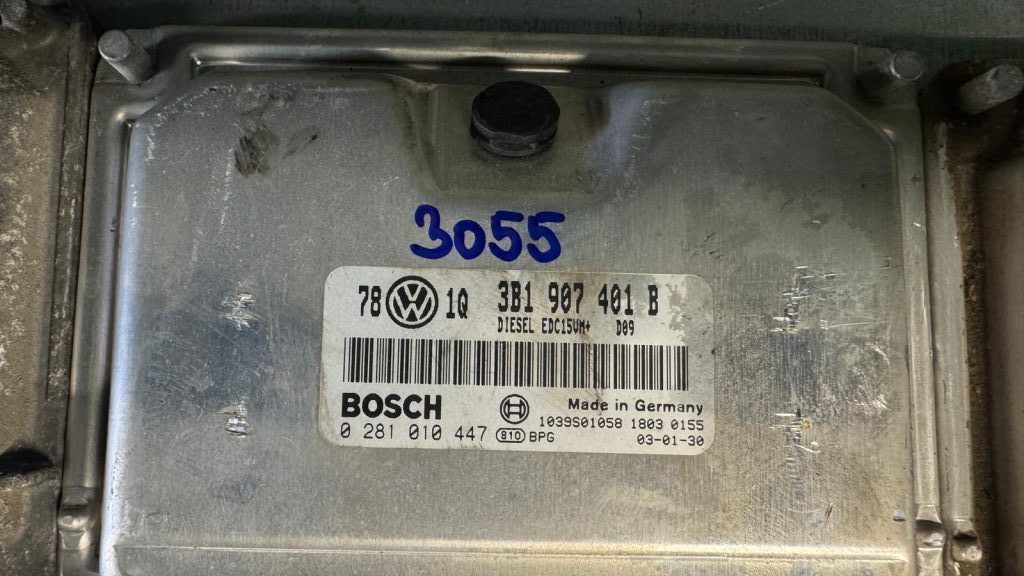 3055
78 VW 1Q 3B1 907 401 B
DIESEL EDC15VM+ D09
BOSCH
Made in Germany
1039S01058 1803 0155
0 281 010 447 810 BPG 03-01-30